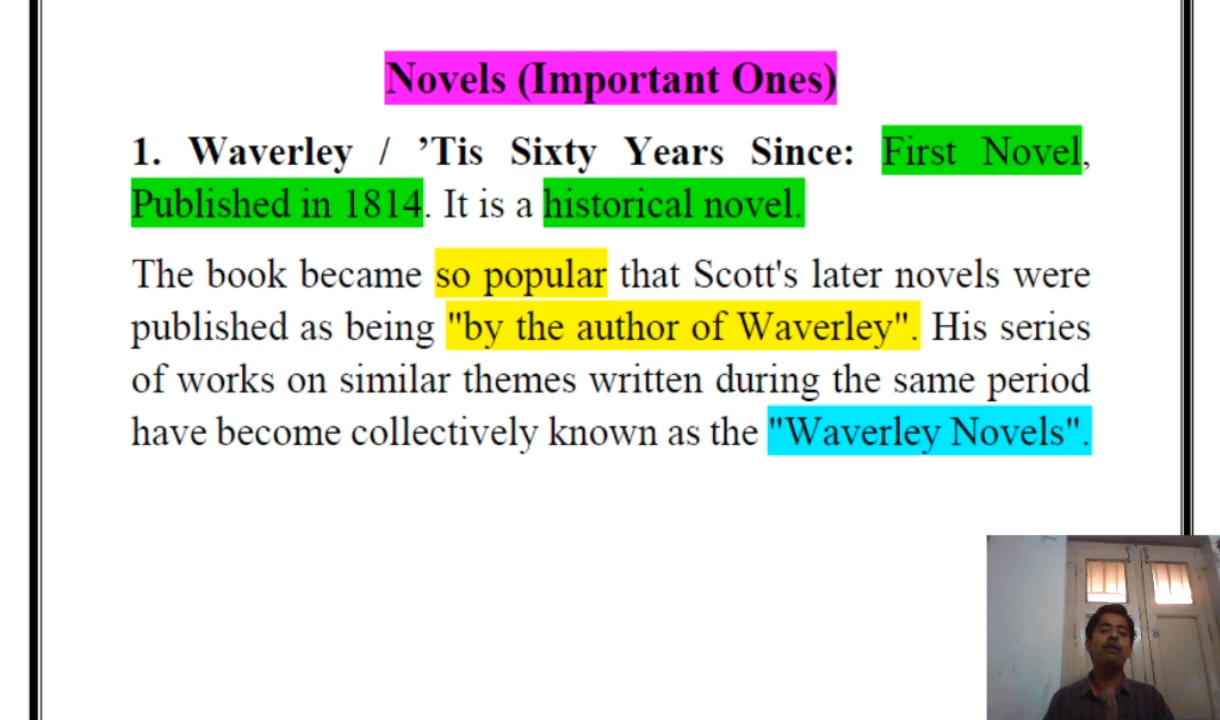 Novels (Important Ones)
1. Waverley / ’Tis Sixty Years Since: First Novel,
Published in 1814. It is a historical novel.
The book became so popular that Scott's later novels were
published as being "by the author of Waverley". His series
of works on similar themes written during the same period
have become collectively known as the "Waverley Novels".